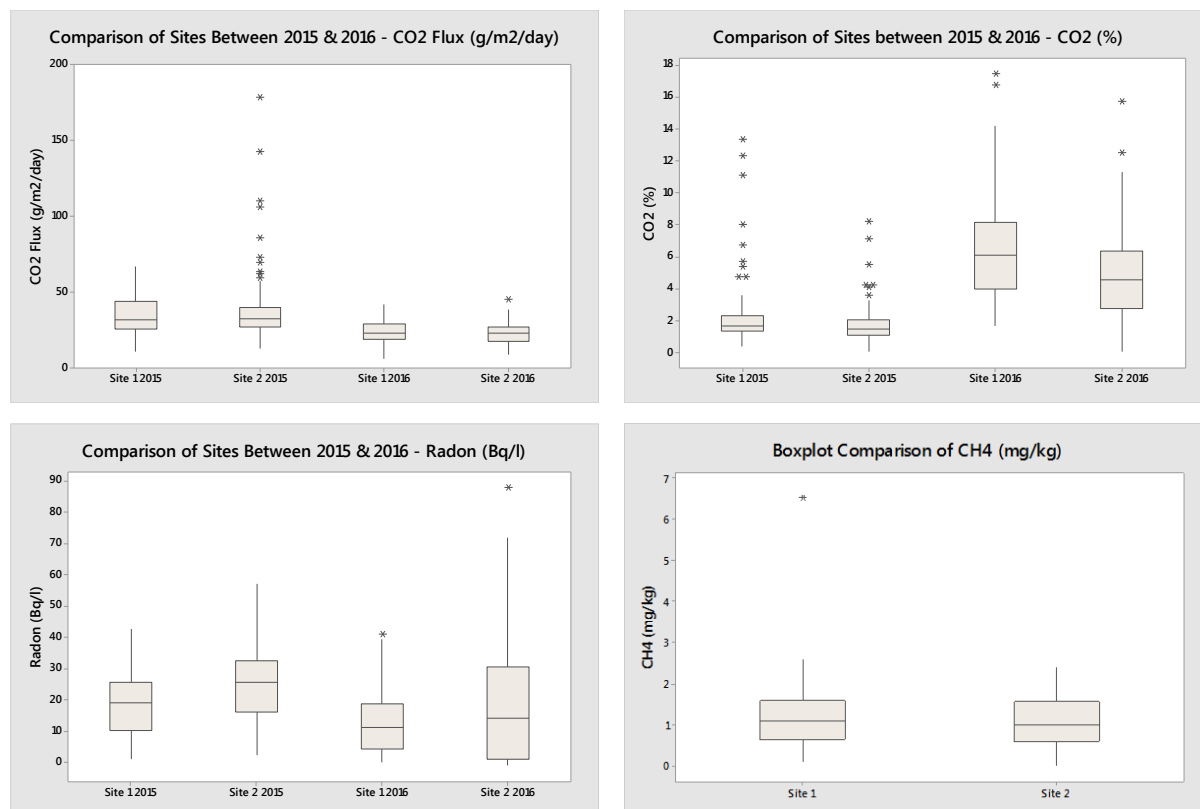 Comparison of Sites Between 2015 & 2016 - CO2 Flux (g/m2/day)
200
150
100
50
0
CO2 Flux (g/m2/day)
Site 1 2015 Site 2 2015 Site 1 2016 Site 2 2016
Comparison of Sites between 2015 & 2016 - CO2 (%)
18
16
14
12
10
8
6
4
2
0
CO2 (%)
Site 1 2015 Site 2 2015 Site 1 2016 Site 2 2016
Comparison of Sites Between 2015 & 2016 - Radon (Bq/l)
90
80
70
60
50
40
30
20
10
0
Radon (Bq/l)
Site 1 2015 Site 2 2015 Site 1 2016 Site 2 2016
Boxplot Comparison of CH4 (mg/kg)
7
6
5
4
3
2
1
0
CH4 (mg/kg)
Site 1 Site 2